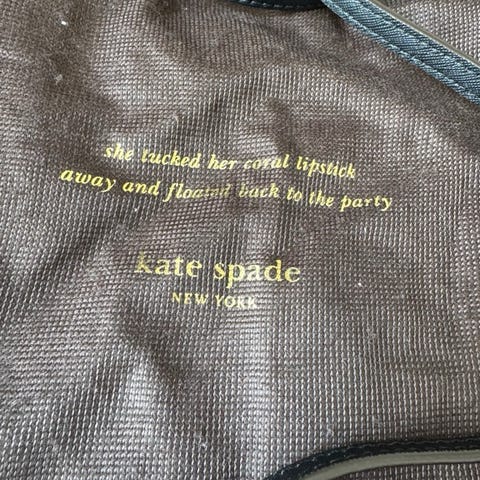 she tucked her coral lipstick
away and floated back to the party
kate spade
NEW YORK